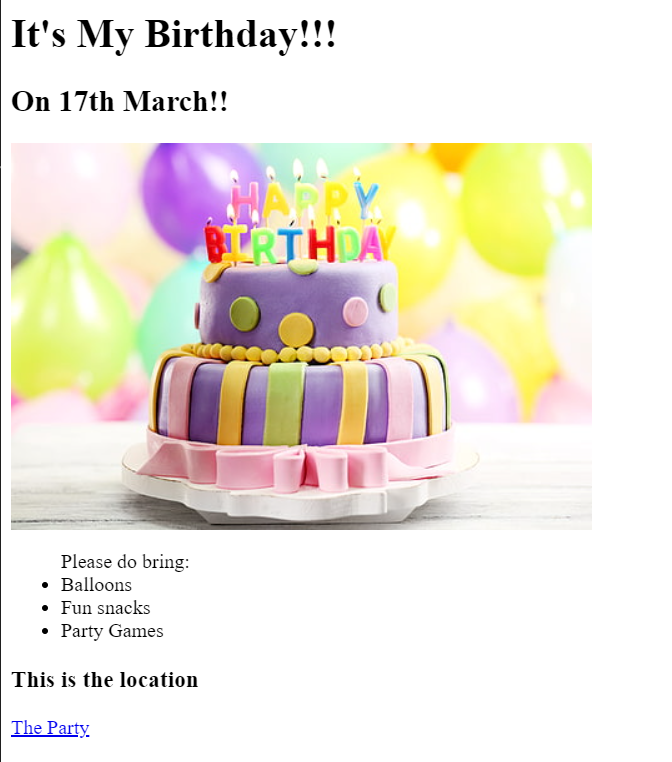 It's My Birthday!!!
On 17th March!!
HAPPY
BIRTHDAY
Please do bring:
Balloons
Fun snacks
Party Games
This is the location
The Party